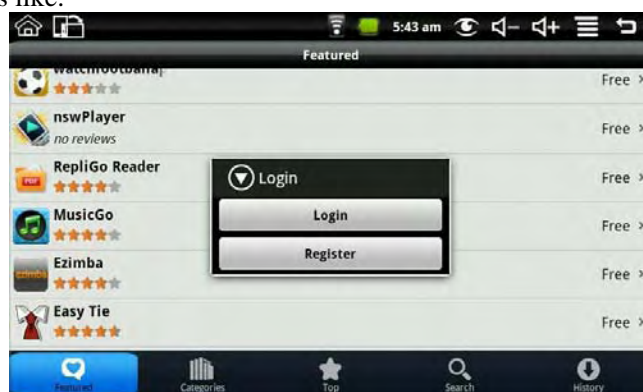 s like:
5:43 am
Featured
Free
nswPlayer
no reviews
Free
RepliGo Reader
Free
Login
MusicGo
Login
Free
Ezimba
Register
Free
Easy Tie
Free
Featured
Categories
Top
Search
History